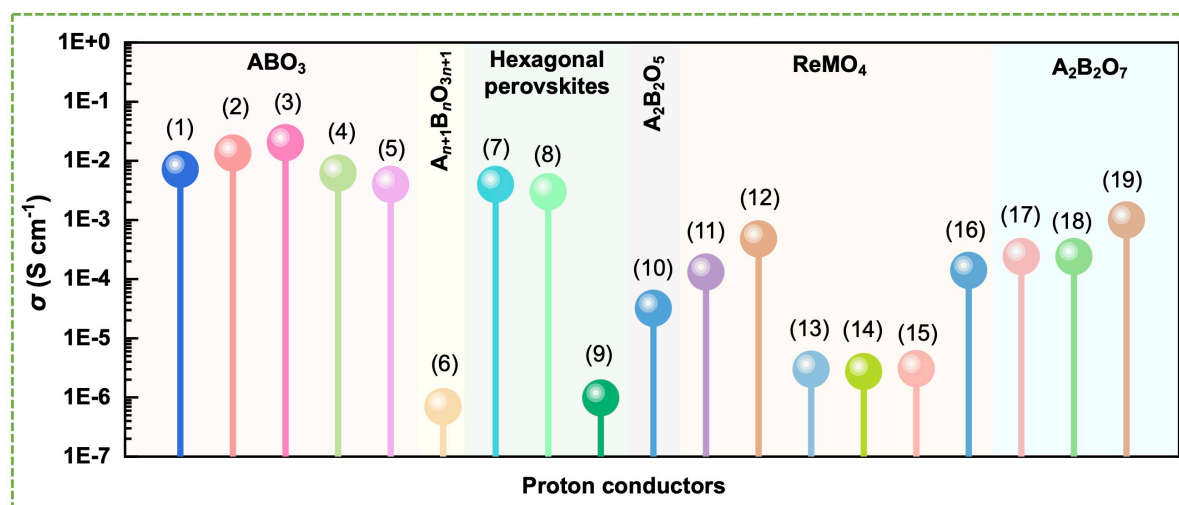 1E+0
1E-1
1E-2
1E-3
1E-4
1E-5
1E-6
1E-7
σ (S cm⁻¹)
ABO₃
Aₙ₊₁BₙO₃ₙ₊₁
Hexagonal
perovskites
A₂B₂O₅
ReMO₄
A₂B₂O₇
(1)
(2)
(3)
(4)
(5)
(6)
(7)
(8)
(9)
(10)
(11)
(12)
(13)
(14)
(15)
(16)
(17)
(18)
(19)
Proton conductors